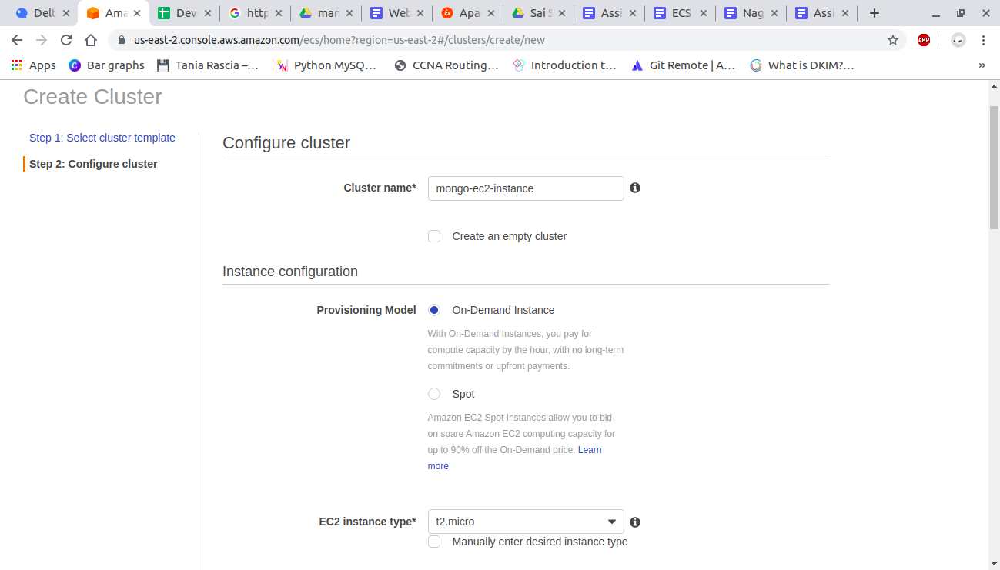 Delt
Ama
Dev
http
man
Web
Apa
Sai S
Assi
ECS
Nag
Assi
us-east-2.console.aws.amazon.com/ecs/home?region=us-east-2#/clusters/create/new
ABP
Apps
Bar graphs
Tania Rascia –…
Python MySQ…
CCNA Routing…
Introduction t…
Git Remote | A…
What is DKIM?…
»
Create Cluster
Step 1: Select cluster template
Step 2: Configure cluster
Configure cluster
Cluster name* mongo-ec2-instance
Create an empty cluster
Instance configuration
Provisioning Model On-Demand Instance
With On-Demand Instances, you pay for
compute capacity by the hour, with no long-term
commitments or upfront payments.
Spot
Amazon EC2 Spot Instances allow you to bid
on spare Amazon EC2 computing capacity for
up to 90% off the On-Demand price. Learn
more
EC2 instance type* t2.micro
Manually enter desired instance type